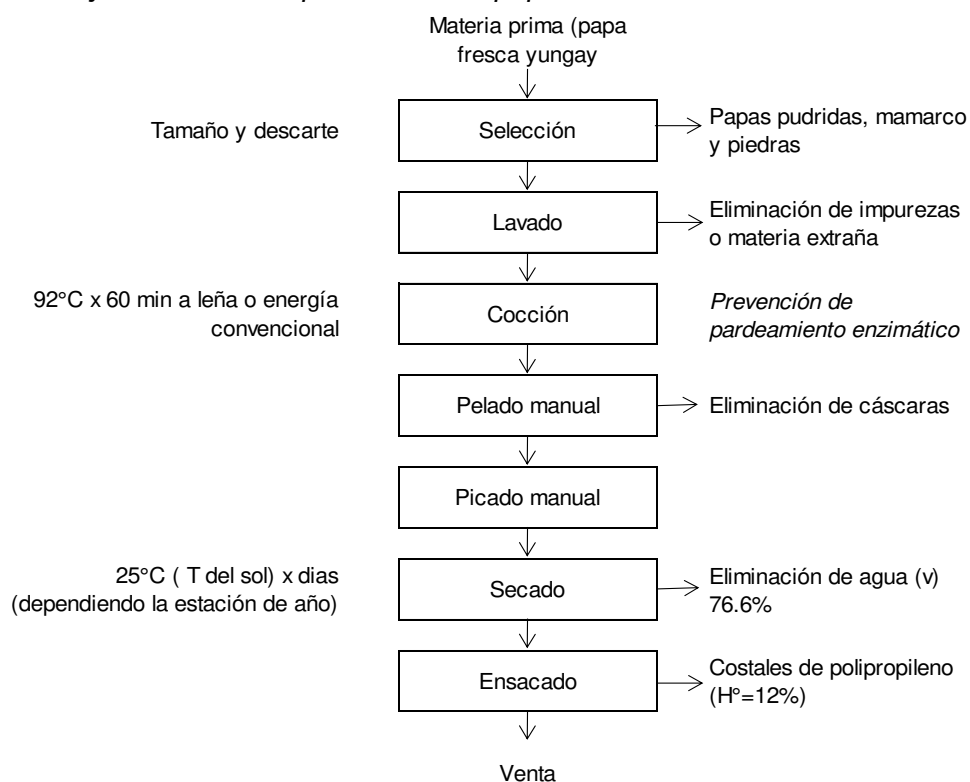 Materia prima (papa
fresca yungay
Tamaño y descarte
Selección
Papas pudridas, mamarco
y piedras
Lavado
Eliminación de impurezas
o materia extraña
92°C x 60 min a leña o energía
convencional
Cocción
Prevención de
pardeamiento enzimático
Pelado manual
Eliminación de cáscaras
Picado manual
25°C ( T del sol) x dias
(dependiendo la estación de año)
Secado
Eliminación de agua (v)
76.6%
Ensacado
Costales de polipropileno
(H°=12%)
Venta